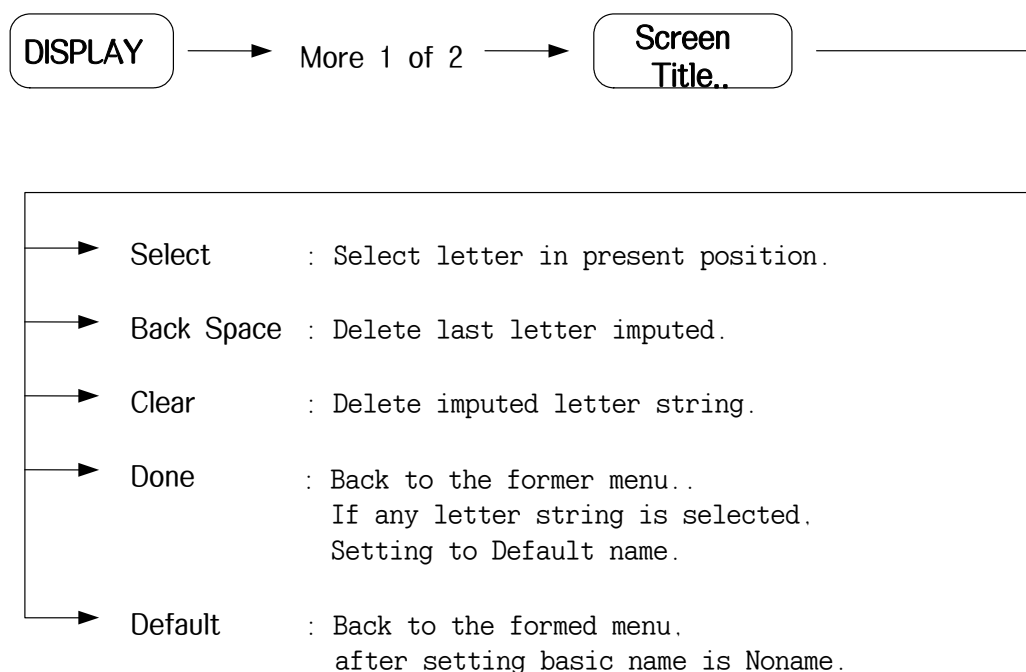 DISPLAY More 1 of 2 Screen
Title..
Select : Select letter in present position.
Back Space : Delete last letter imputed.
Clear : Delete imputed letter string.
Done : Back to the former menu..
If any letter string is selected,
Setting to Default name.
Default : Back to the formed menu,
after setting basic name is Noname.